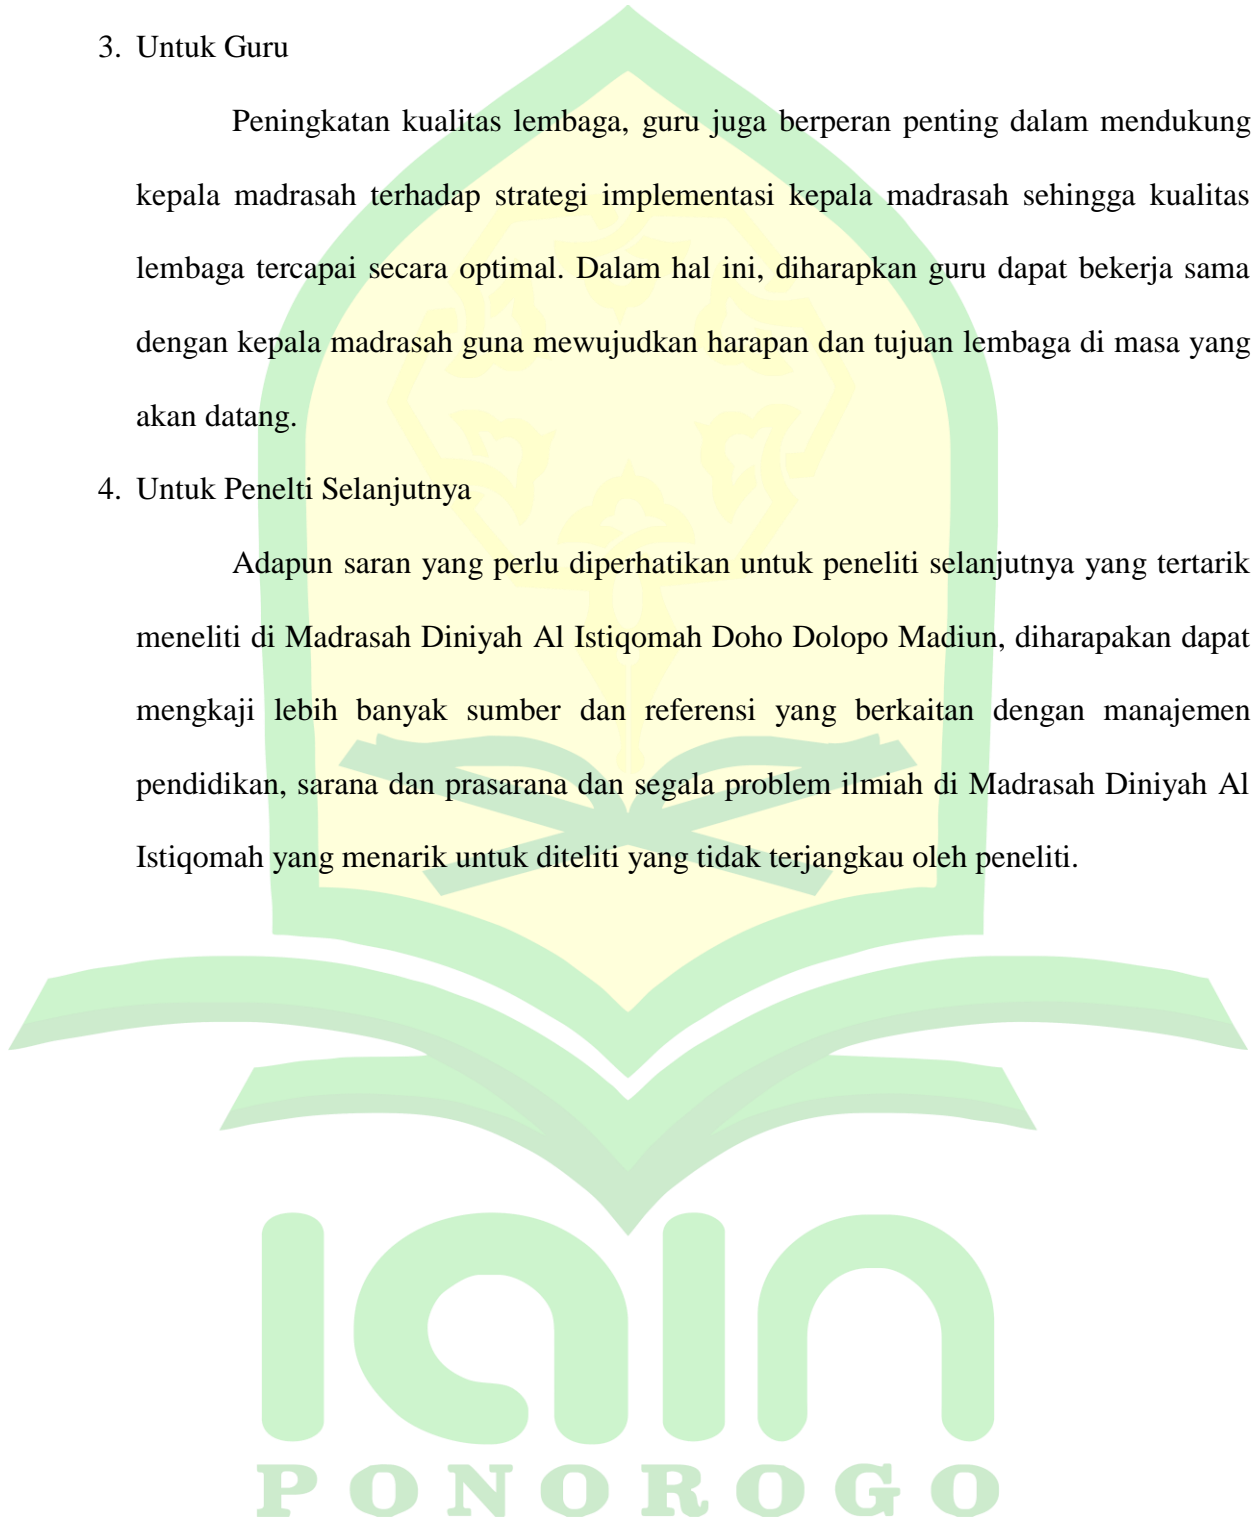 3. Untuk Guru
Peningkatan kualitas lembaga, guru juga berperan penting dalam mendukung
kepala madrasah terhadap strategi implementasi kepala madrasah sehingga kualitas
lembaga tercapai secara optimal. Dalam hal ini, diharapkan guru dapat bekerja sama
dengan kepala madrasah guna mewujudkan harapan dan tujuan lembaga di masa yang
akan datang.
4. Untuk Penelti Selanjutnya
Adapun saran yang perlu diperhatikan untuk peneliti selanjutnya yang tertarik
meneliti di Madrasah Diniyah Al Istiqomah Doho Dolopo Madiun, diharapakan dapat
mengkaji lebih banyak sumber dan referensi yang berkaitan dengan manajemen
pendidikan, sarana dan prasarana dan segala problem ilmiah di Madrasah Diniyah Al
Istiqomah yang menarik untuk diteliti yang tidak terjangkau oleh peneliti.
iain
PONOROGO